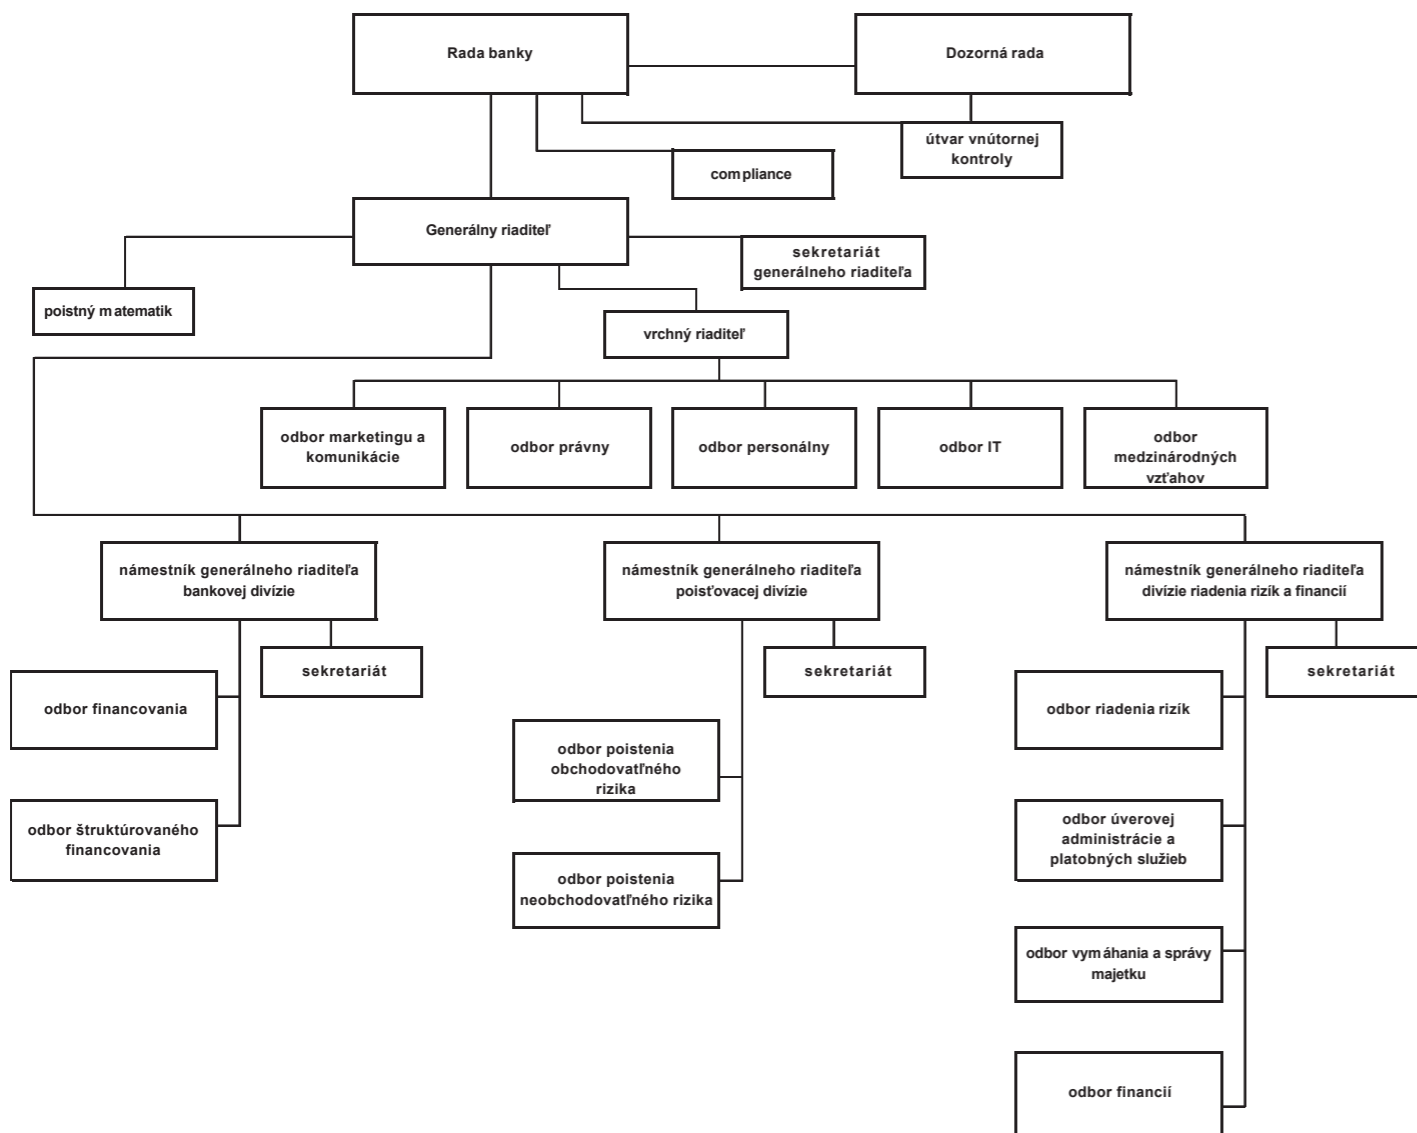 Rada banky
Dozorná rada
útvar vnútornej
kontroly
compliance
Generálny riaditeľ
sekretariát
generálneho riaditeľa
poistný matematik
vrchný riaditeľ
odbor marketingu a
komunikácie
odbor právny
odbor personálny
odbor IT
odbor
medzinárodných
vzťahov
námestník generálneho riaditeľa
bankovej divízie
námestník generálneho riaditeľa
poisťovacej divízie
námestník generálneho riaditeľa
divízie riadenia rizík a financií
sekretariát
sekretariát
sekretariát
odbor financovania
odbor štruktúrovaného
financovania
odbor poistenia
obchodovatľného
rizika
odbor poistenia
neobchodovatľného rizika
odbor riadenia rizík
odbor úverovej
administrácie a
platobných služieb
odbor vymáhania a správy
majetku
odbor financií